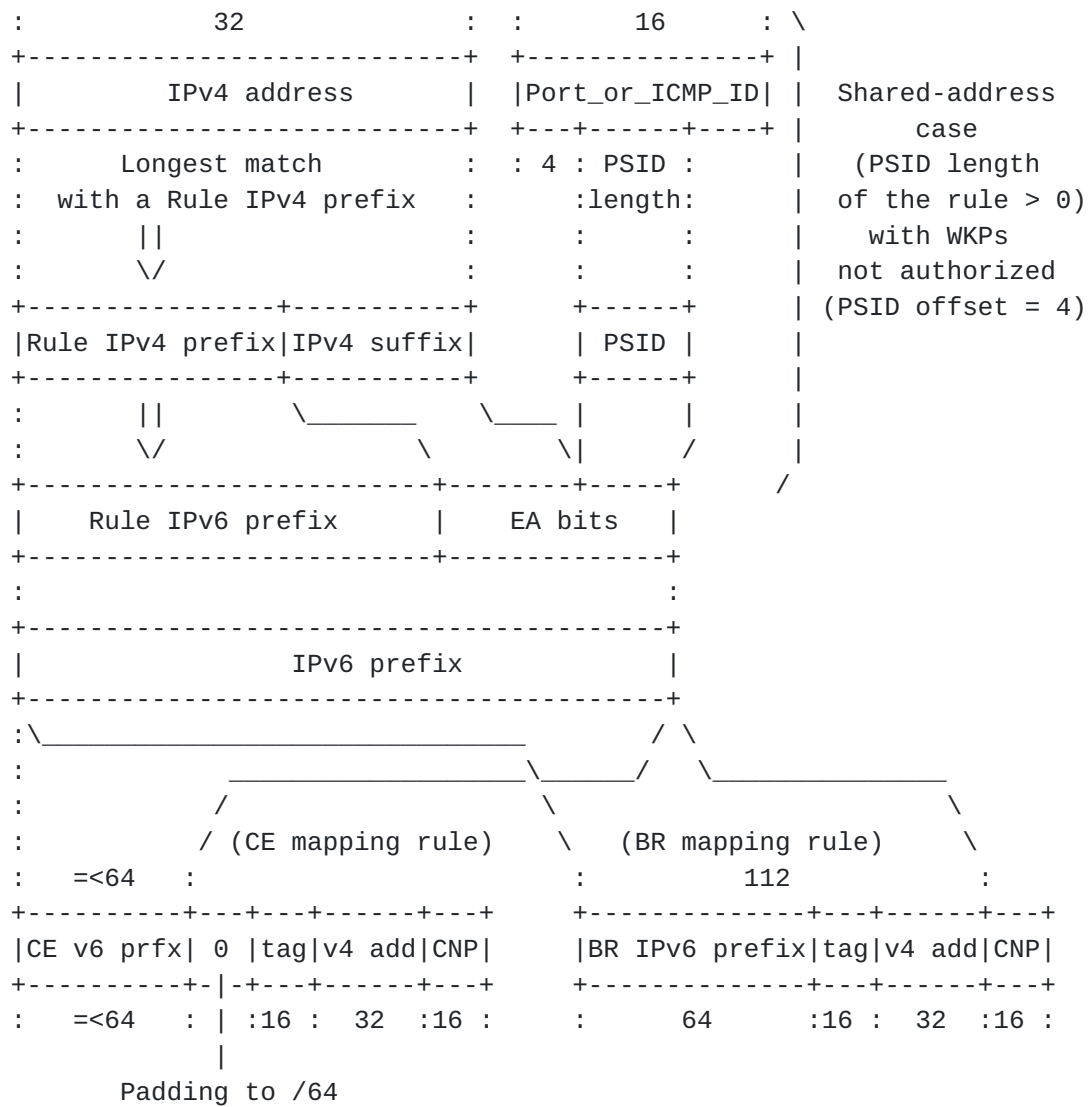 :            32              :  :       16      : \
+----------------------------+  +---------------+ |
|         IPv4 address       |  |Port_or_ICMP_ID| |  Shared-address
+----------------------------+  +---+------+----+ |       case
:      Longest match         :  : 4 : PSID :      |   (PSID length
:  with a Rule IPv4 prefix   :      :length:      |  of the rule > 0)
:       ||                   :      :      :      |    with WKPs
:       \/                   :      :      :      |  not authorized
+----------------+-----------+      +------+      | (PSID offset = 4)
|Rule IPv4 prefix|IPv4 suffix|      | PSID |      |
+----------------+-----------+      +------+      |
:       ||        \_______    \____ |      |      |
:       \/                \        \|      /      |
+--------------------------+--------+-----+      /
|    Rule IPv6 prefix      |    EA bits   |
+--------------------------+--------------+
:                                         :
+-----------------------------------------+
|                 IPv6 prefix             |
+-----------------------------------------+
:\_______________________________        / \
:             ___________________\______/   \_______________
:            /                    \                          \
:           / (CE mapping rule)    \   (BR mapping rule)     \
:   =<64   :                        :          112            :
+----------+---+---+------+---+     +--------------+---+------+---+
|CE v6 prfx| 0 |tag|v4 add|CNP|     |BR IPv6 prefix|tag|v4 add|CNP|
+----------+-|-+---+------+---+     +--------------+---+------+---+
:   =<64   : | :16 :  32  :16 :     :      64      :16 :  32  :16 :
             |
       Padding to /64